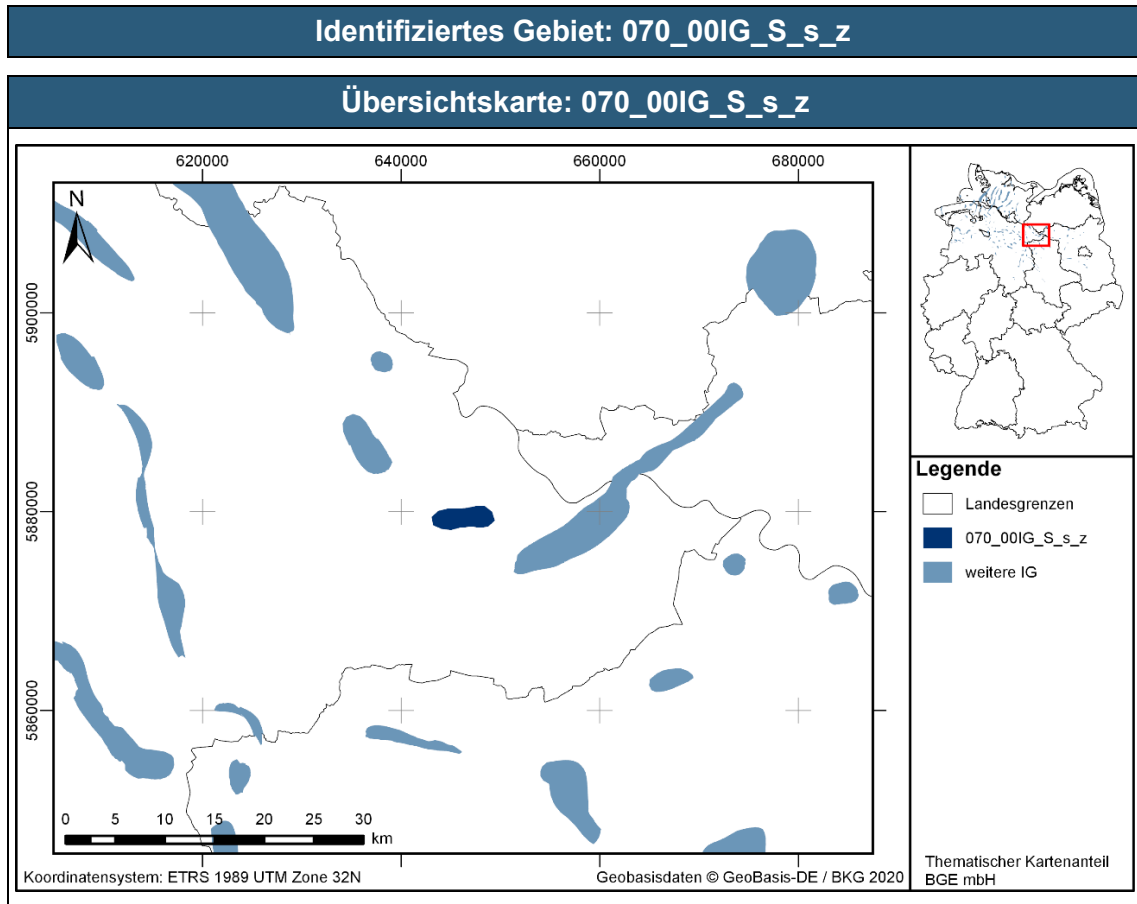 Identifiziertes Gebiet: 070_00IG_S_s_z
Übersichtskarte: 070_00IG_S_s_z
620000 640000 660000 680000
N
5900000
5880000
5860000
0 5 10 15 20 25 30
km
Koordinatensystem: ETRS 1989 UTM Zone 32N
Geobasisdaten © GeoBasis-DE / BKG 2020
Legende
Landesgrenzen
070_00IG_S_s_z
weitere IG
Thematischer Kartenanteil
BGE mbH